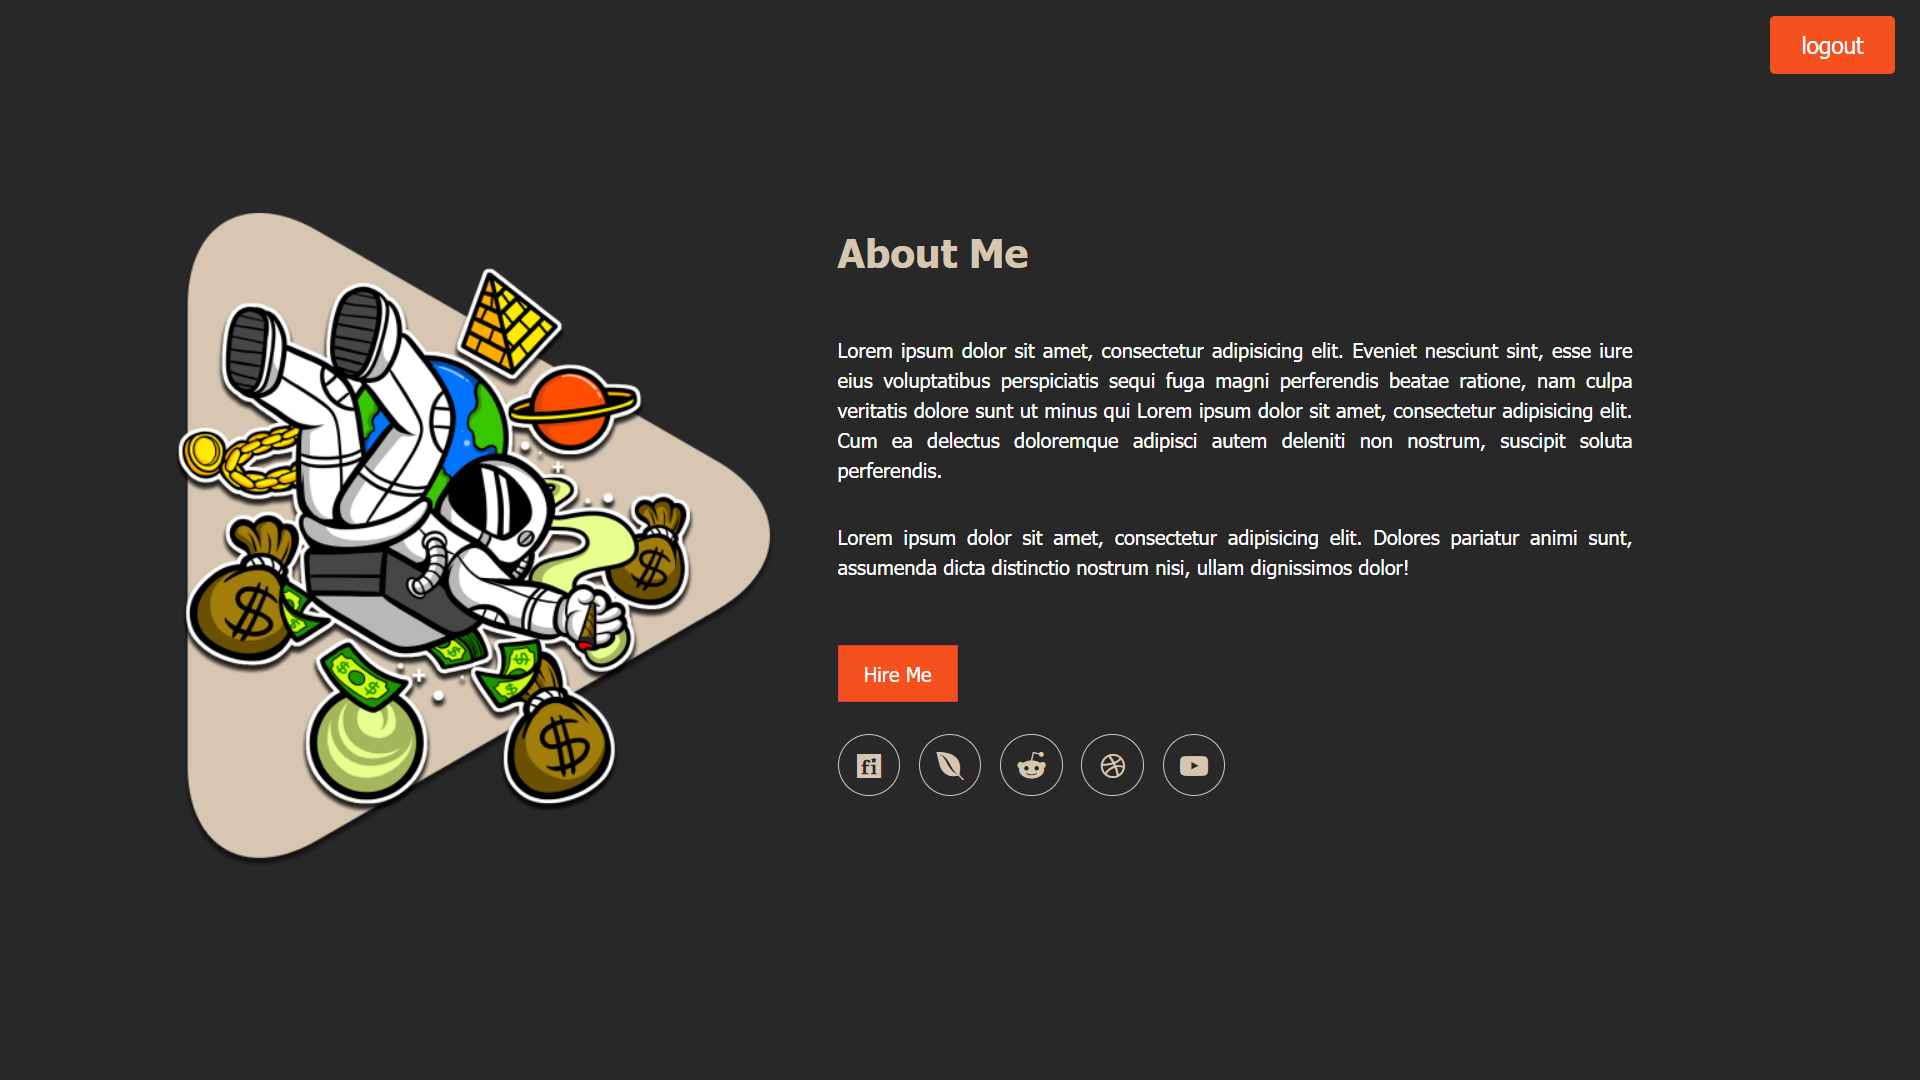 logout
About Me
Lorem ipsum dolor sit amet, consectetur adipisicing elit. Eveniet nesciunt sint, esse iure
eius voluptatibus perspiciatis sequi fuga magni perferendis beatae ratione, nam culpa
veritatis dolore sunt ut minus qui Lorem ipsum dolor sit amet, consectetur adipisicing elit.
Cum ea delectus doloremque adipisci autem deleniti non nostrum, suscipit soluta
perferendis.
Lorem ipsum dolor sit amet, consectetur adipisicing elit. Dolores pariatur animi sunt,
assumenda dicta distinctio nostrum nisi, ullam dignissimos dolor!
Hire Me
fi